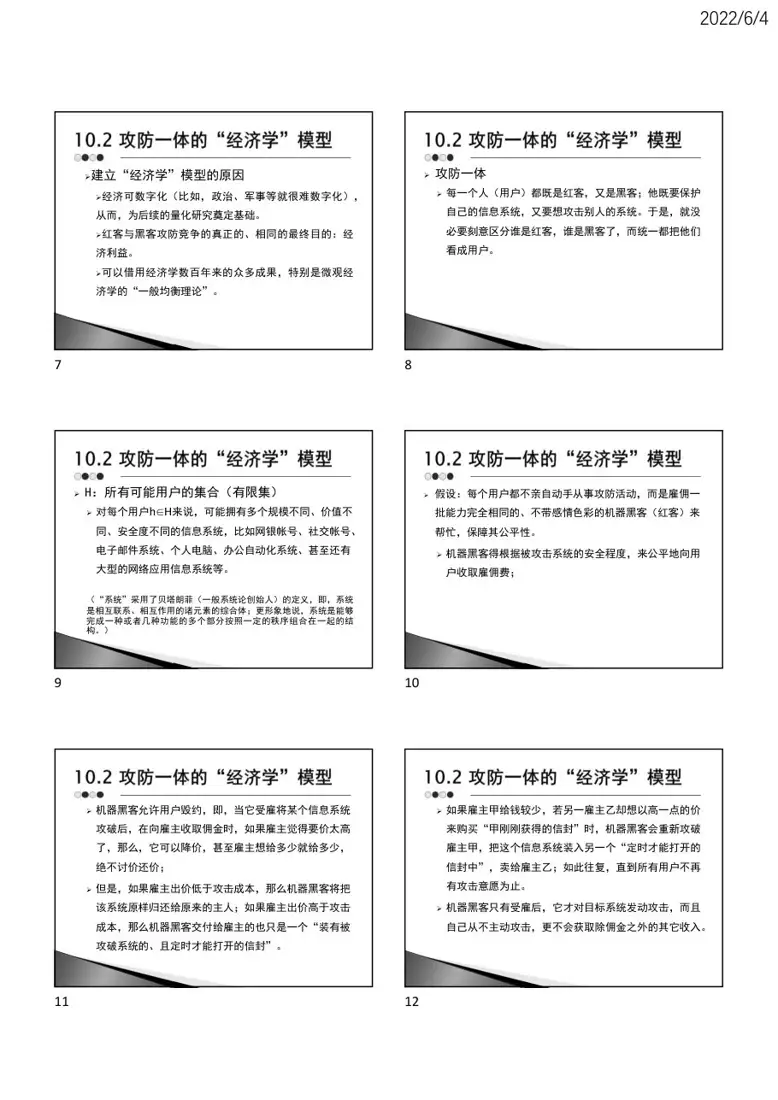 2022/6/4
10.2 攻防一体的“经济学”模型
➢建立“经济学”模型的原因
➢经济可数字化（比如，政治、军事等就很难数字化），
从而，为后续的量化研究奠定基础。
➢红客与黑客攻防竞争的真正的、相同的最终目的：经
济利益。
➢可以借用经济学数百年来的众多成果，特别是微观经
济学的“一般均衡理论”。
7
10.2 攻防一体的“经济学”模型
➢ 攻防一体
➢ 每一个人（用户）都既是红客，又是黑客；他既要保护
自己的信息系统，又要想攻击别人的系统。于是，就没
必要刻意区分谁是红客，谁是黑客了，而统一都把他们
看成用户。
8
10.2 攻防一体的“经济学”模型
➢ H：所有可能用户的集合（有限集）
➢ 对每个用户h∈H来说，可能拥有多个规模不同、价值不
同、安全度不同的信息系统，比如网银帐号、社交帐号、
电子邮件系统、个人电脑、办公自动化系统、甚至还有
大型的网络应用信息系统等。
（“系统”采用了贝塔朗菲（一般系统论创始人）的定义，即，系统
是相互联系、相互作用的诸元素的综合体；更形象地说，系统是能够
完成一种或者几种功能的多个部分按照一定的秩序组合在一起的结
构。）
9
10.2 攻防一体的“经济学”模型
➢ 假设：每个用户都不亲自动手从事攻防活动，而是雇佣一
批能力完全相同的、不带感情色彩的机器黑客（红客）来
帮忙，保障其公平性。
➢ 机器黑客得根据被攻击系统的安全程度，来公平地向用
户收取雇佣费；
10
10.2 攻防一体的“经济学”模型
➢ 机器黑客允许用户毁约，即，当它受雇将某个信息系统
攻破后，在向雇主收取佣金时，如果雇主觉得要价太高
了，那么，它可以降价，甚至雇主想给多少就给多少，
绝不讨价还价；
➢ 但是，如果雇主出价低于攻击成本，那么机器黑客将把
该系统原样归还给原来的主人；如果雇主出价高于攻击
成本，那么机器黑客交付给雇主的也只是一个“装有被
攻破系统的、且定时才能打开的信封”。
11
10.2 攻防一体的“经济学”模型
➢ 如果雇主甲给钱较少，若另一雇主乙却想以高一点的价
来购买“甲刚刚获得的信封”时，机器黑客会重新攻破
雇主甲，把这个信息系统装入另一个“定时才能打开的
信封中”，卖给雇主乙；如此往复，直到所有用户不再
有攻击意愿为止。
➢ 机器黑客只有受雇后，它才对目标系统发动攻击，而且
自己从不主动攻击，更不会获取除佣金之外的其它收入。
12